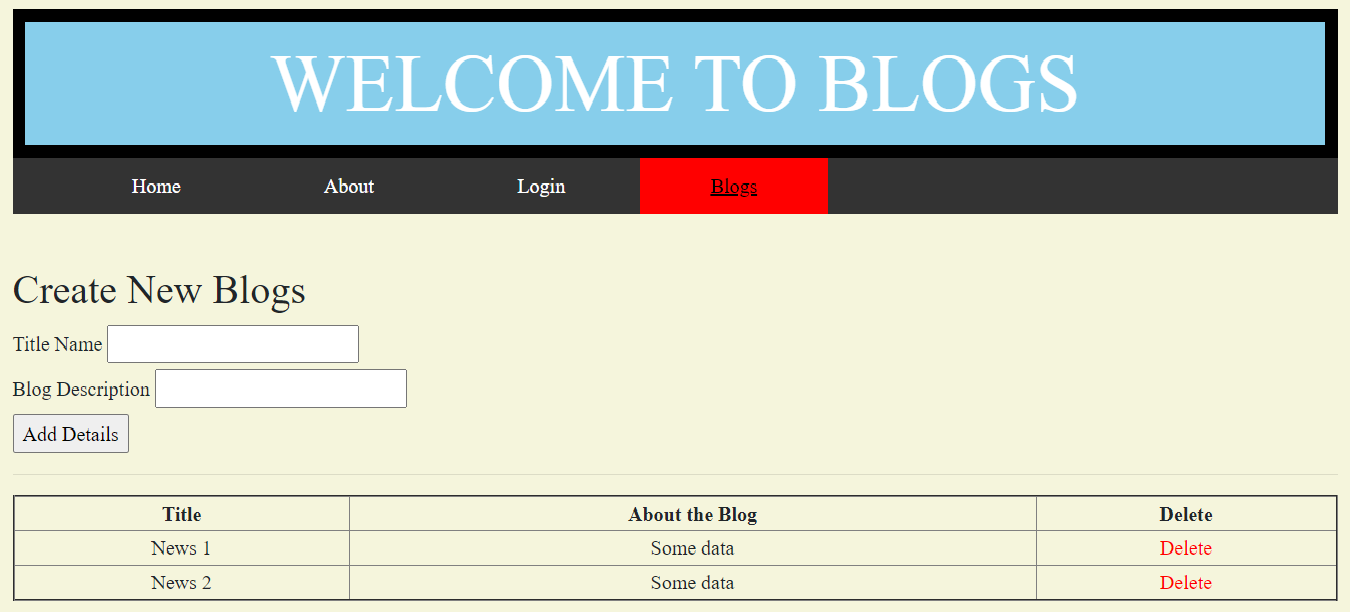 WELCOME TO BLOGS
Home About Login Blogs
Create New Blogs
Title Name
Blog Description
Add Details
Title About the Blog Delete
News 1 Some data Delete
News 2 Some data Delete